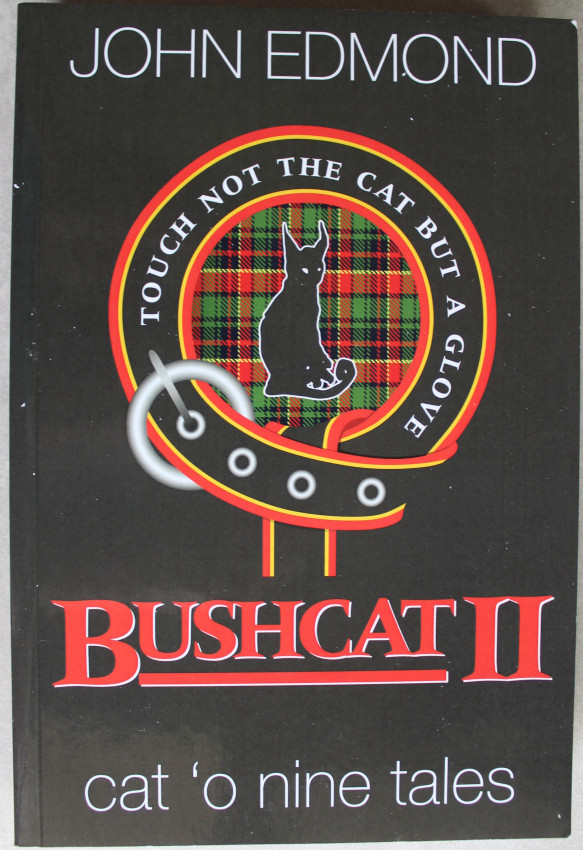 JOHN EDMOND
TOUCH NOT THE CAT BUT A GLOVE
BUSHCAT II
cat 'o nine tales